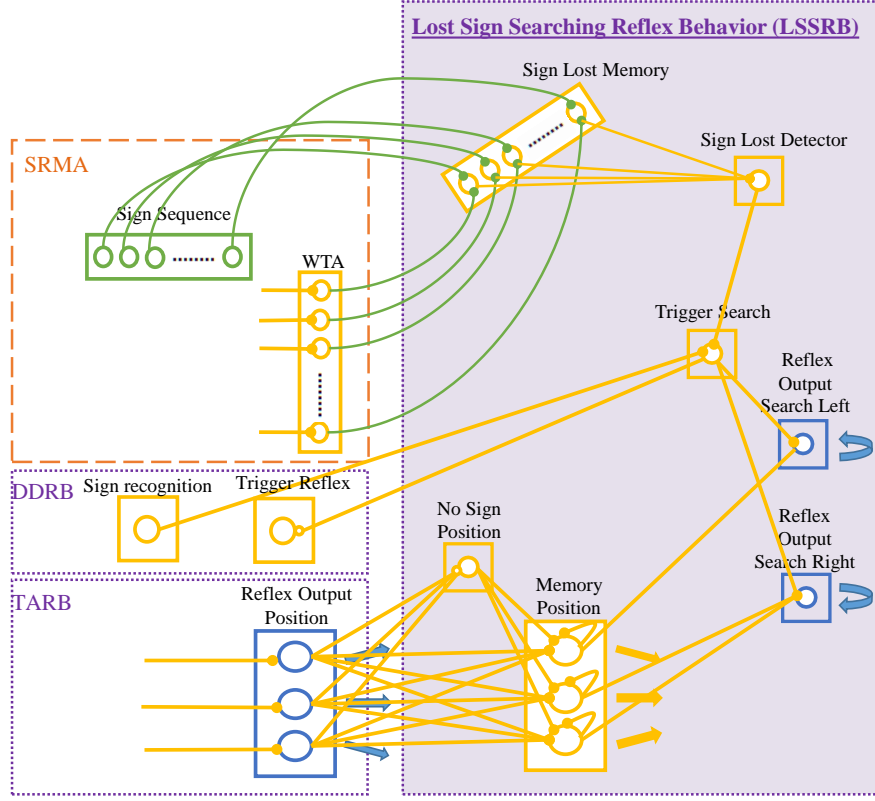 Lost Sign Searching Reflex Behavior (LSSRB)
Sign Lost Memory
Sign Lost Detector
SRMA
Sign Sequence
WTA
Trigger Search
Reflex
Output
Search Left
DDRB
Sign recognition
Trigger Reflex
No Sign
Position
Reflex
Output
Search Right
TARB
Reflex Output
Position
Memory
Position